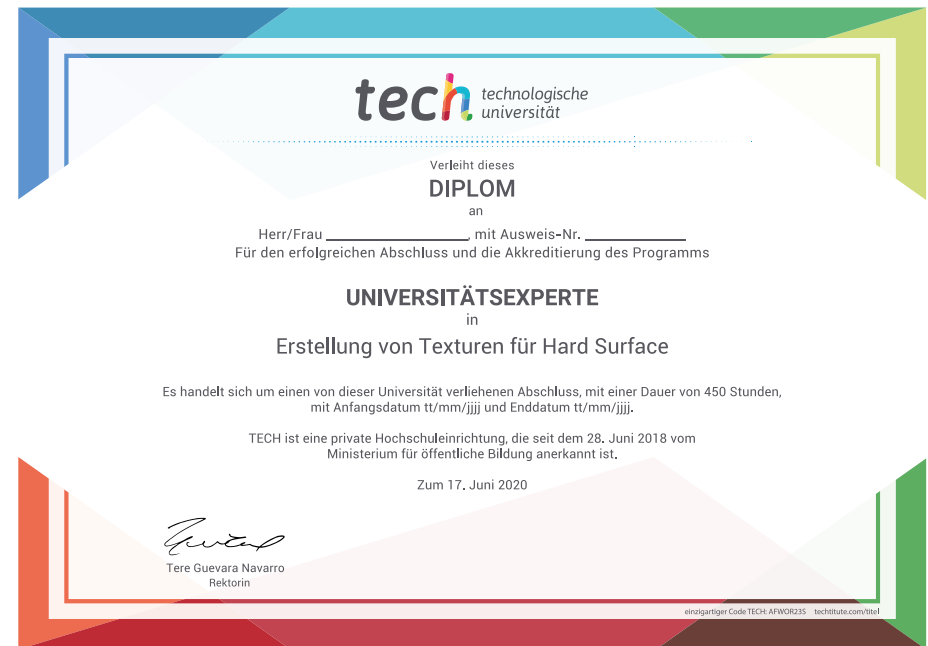 tech technologische
universität
Verleiht dieses
DIPLOM
an
Herr/Frau ____________, mit Ausweis-Nr. ____________
Für den erfolgreichen Abschluss und die Akkreditierung des Programms
UNIVERSITÄTSEXPERTE
in
Erstellung von Texturen für Hard Surface
Es handelt sich um einen von dieser Universität verliehenen Abschluss, mit einer Dauer von 450 Stunden,
mit Anfangsdatum tt/mm/jjjj und Enddatum tt/mm/jjjj.
TECH ist eine private Hochschuleinrichtung, die seit dem 28. Juni 2018 vom
Ministerium für öffentliche Bildung anerkannt ist.
Zum 17. Juni 2020
Tere Guevara Navarro
Rektorin
einzigartiger Code TECH: AFWOR23S techtitute.com/titel